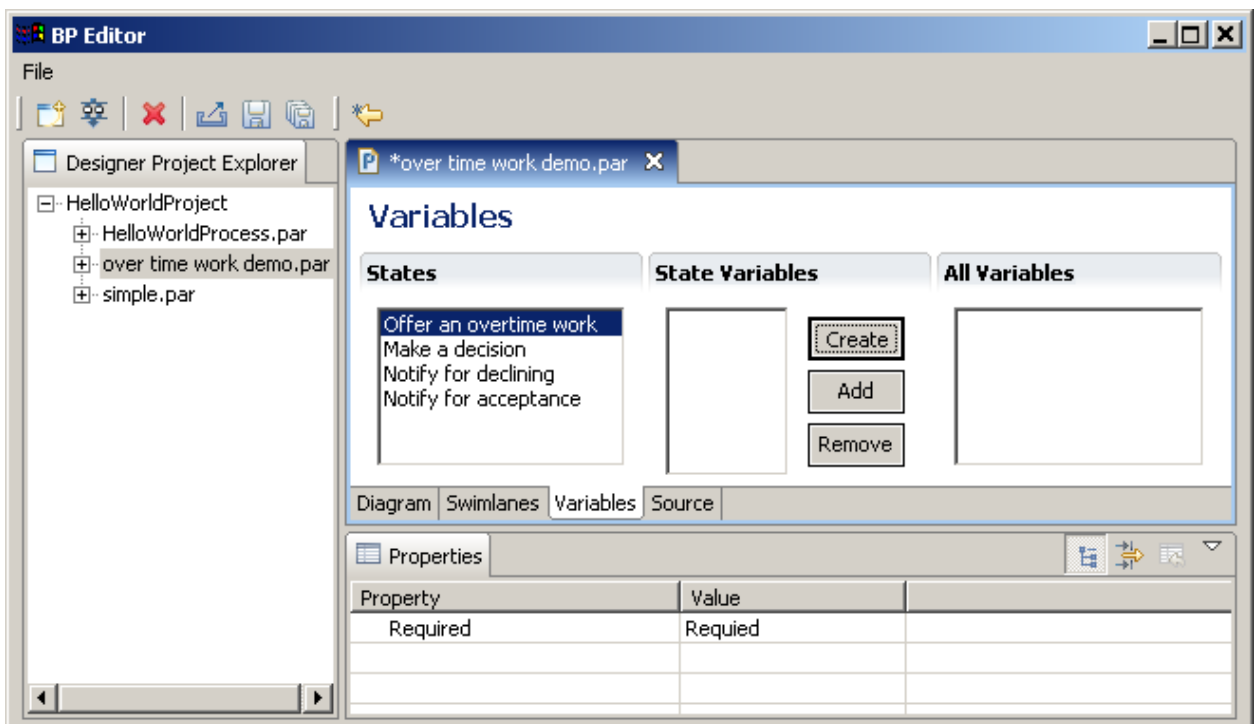 BP Editor
File
Designer Project Explorer
HelloWorldProject
HelloWorldProcess.par
over time work demo.par
simple.par
*over time work demo.par
Variables
States
State Variables
All Variables
Offer an overtime work
Make a decision
Notify for declining
Notify for acceptance
Create
Add
Remove
Diagram Swimlanes Variables Source
Properties
Property Value
Required Requied